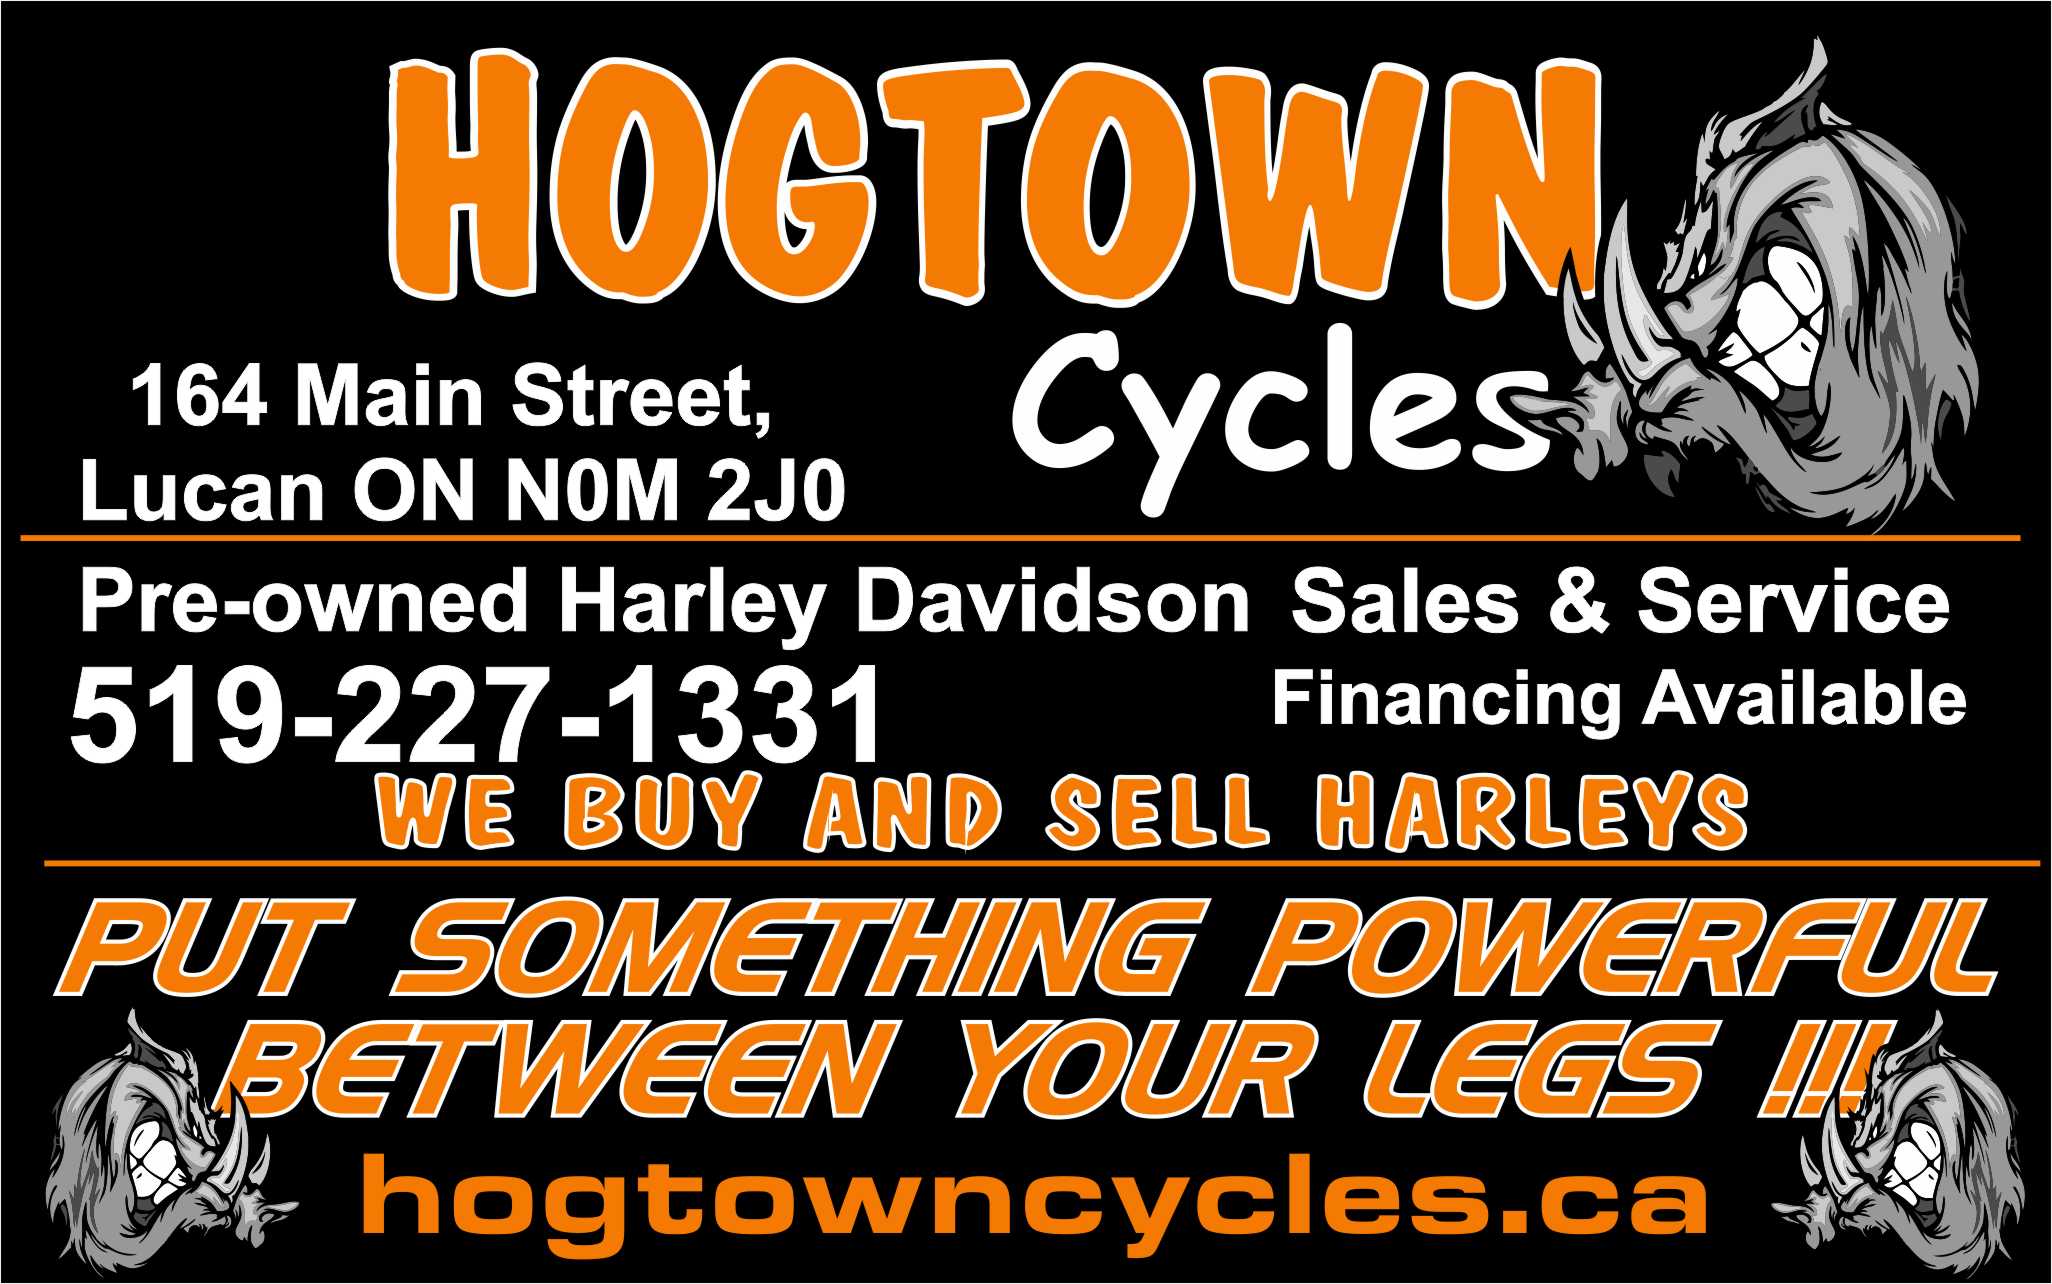 HOGTOWN
Cycles
164 Main Street,
Lucan ON N0M 2J0
Pre-owned Harley Davidson Sales & Service
519-227-1331
Financing Available
WE BUY AND SELL HARLEYS
PUT SOMETHING POWERFUL
BETWEEN YOUR LEGS !!!
hogtowncycles.ca